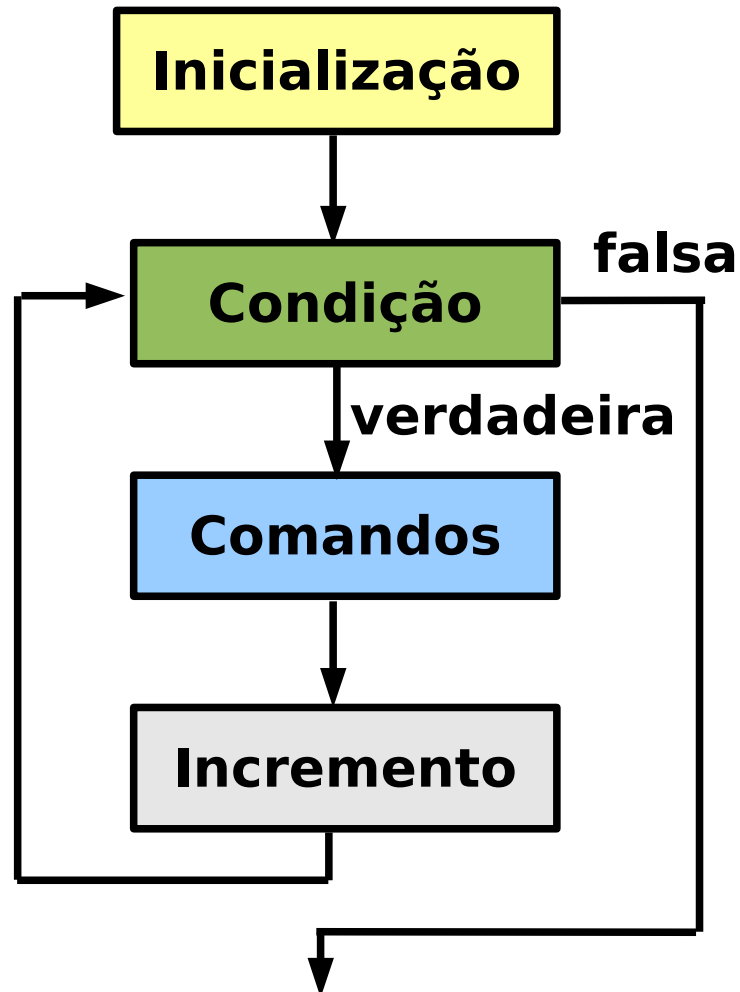 Inicialização
falsa
Condição
verdadeira
Comandos
Incremento